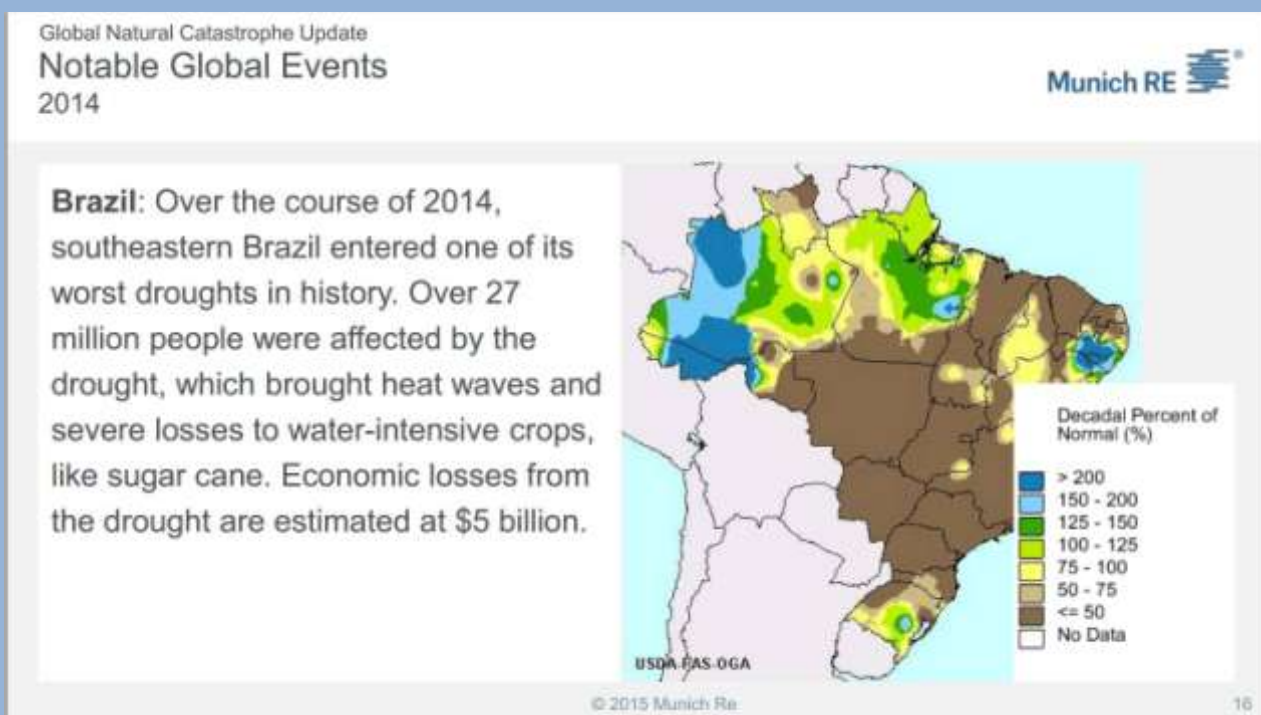 Global Natural Catastrophe Update
Notable Global Events
2014
Munich RE
®
Brazil: Over the course of 2014,
southeastern Brazil entered one of its
worst droughts in history. Over 27
million people were affected by the
drought, which brought heat waves and
severe losses to water-intensive crops,
like sugar cane. Economic losses from
the drought are estimated at $5 billion.
Decadal Percent of
Normal (%)
> 200
150 - 200
125 - 150
100 - 125
75 - 100
50 - 75
<= 50
No Data
USDA-FAS-OGA
© 2015 Munich Re
16